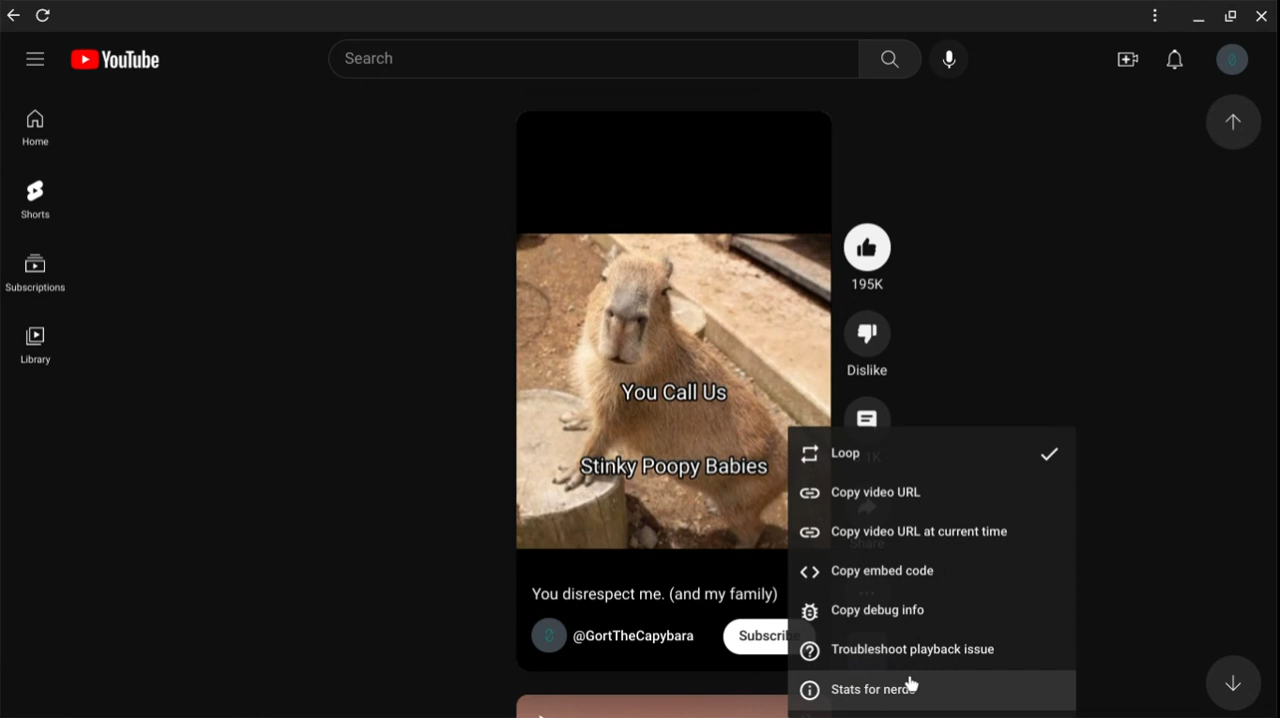 YouTube
Search
Home
Shorts
Subscriptions
Library
195K
Dislike
You Call Us
Stinky Poopy Babies
You disrespect me. (and my family)
@GortTheCapybara
Subscribe
Loop
Copy video URL
Copy video URL at current time
Share
Copy embed code
Copy debug info
Troubleshoot playback issue
Stats for nerds